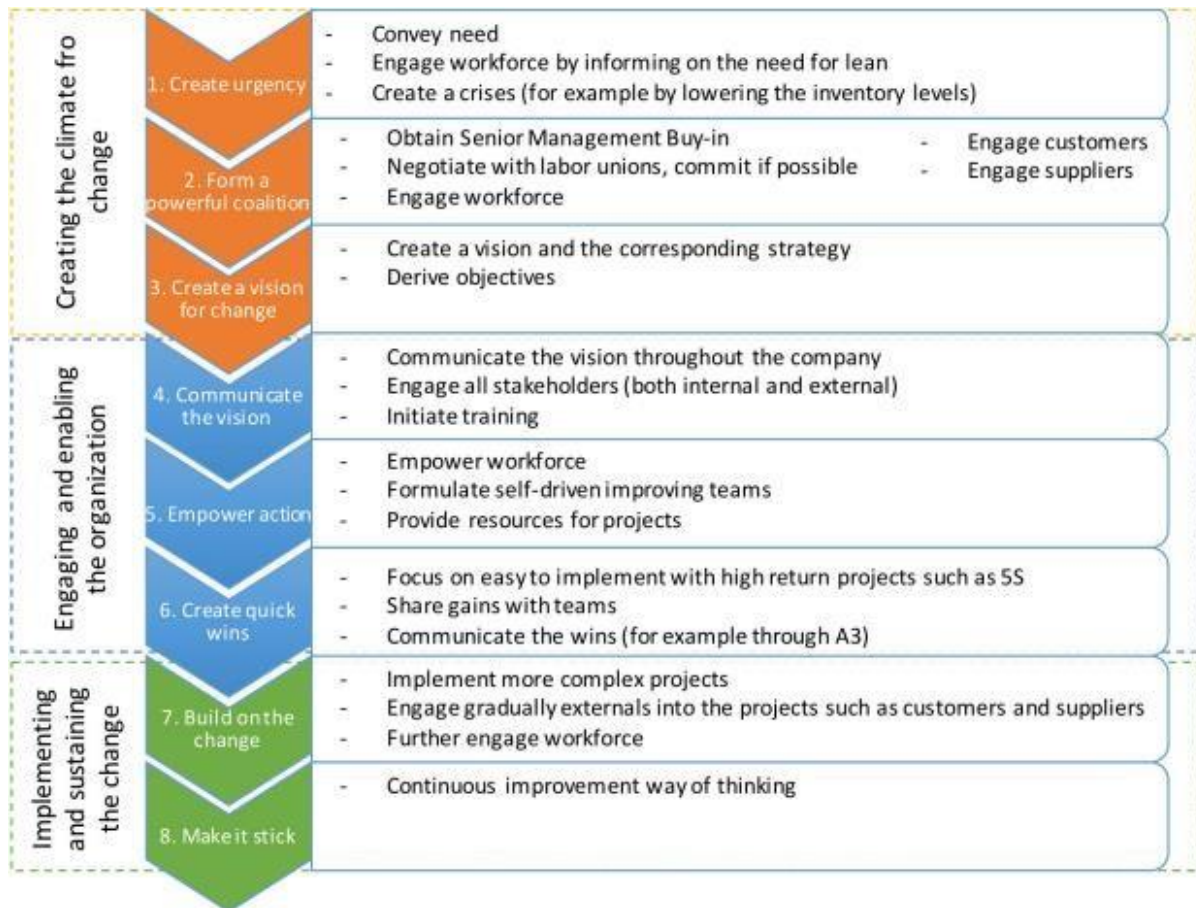 Creating the climate fro
change
1. Create urgency
- Convey need
- Engage workforce by informing on the need for lean
- Create a crises (for example by lowering the inventory levels)
2. Form a
powerful coalition
- Obtain Senior Management Buy-in
- Negotiate with labor unions, commit if possible
- Engage workforce
- Engage customers
- Engage suppliers
3. Create a vision
for change
- Create a vision and the corresponding strategy
- Derive objectives
Engaging and enabling
the organization
4. Communicate
the vision
- Communicate the vision throughout the company
- Engage all stakeholders (both internal and external)
- Initiate training
5. Empower action
- Empower workforce
- Formulate self-driven improving teams
- Provide resources for projects
6. Create quick
wins
- Focus on easy to implement with high return projects such as 5S
- Share gains with teams
- Communicate the wins (for example through A3)
Implementing
and sustaining
the change
7. Build on the
change
- Implement more complex projects
- Engage gradually externals into the projects such as customers and suppliers
- Further engage workforce
8. Make it stick
- Continuous improvement way of thinking